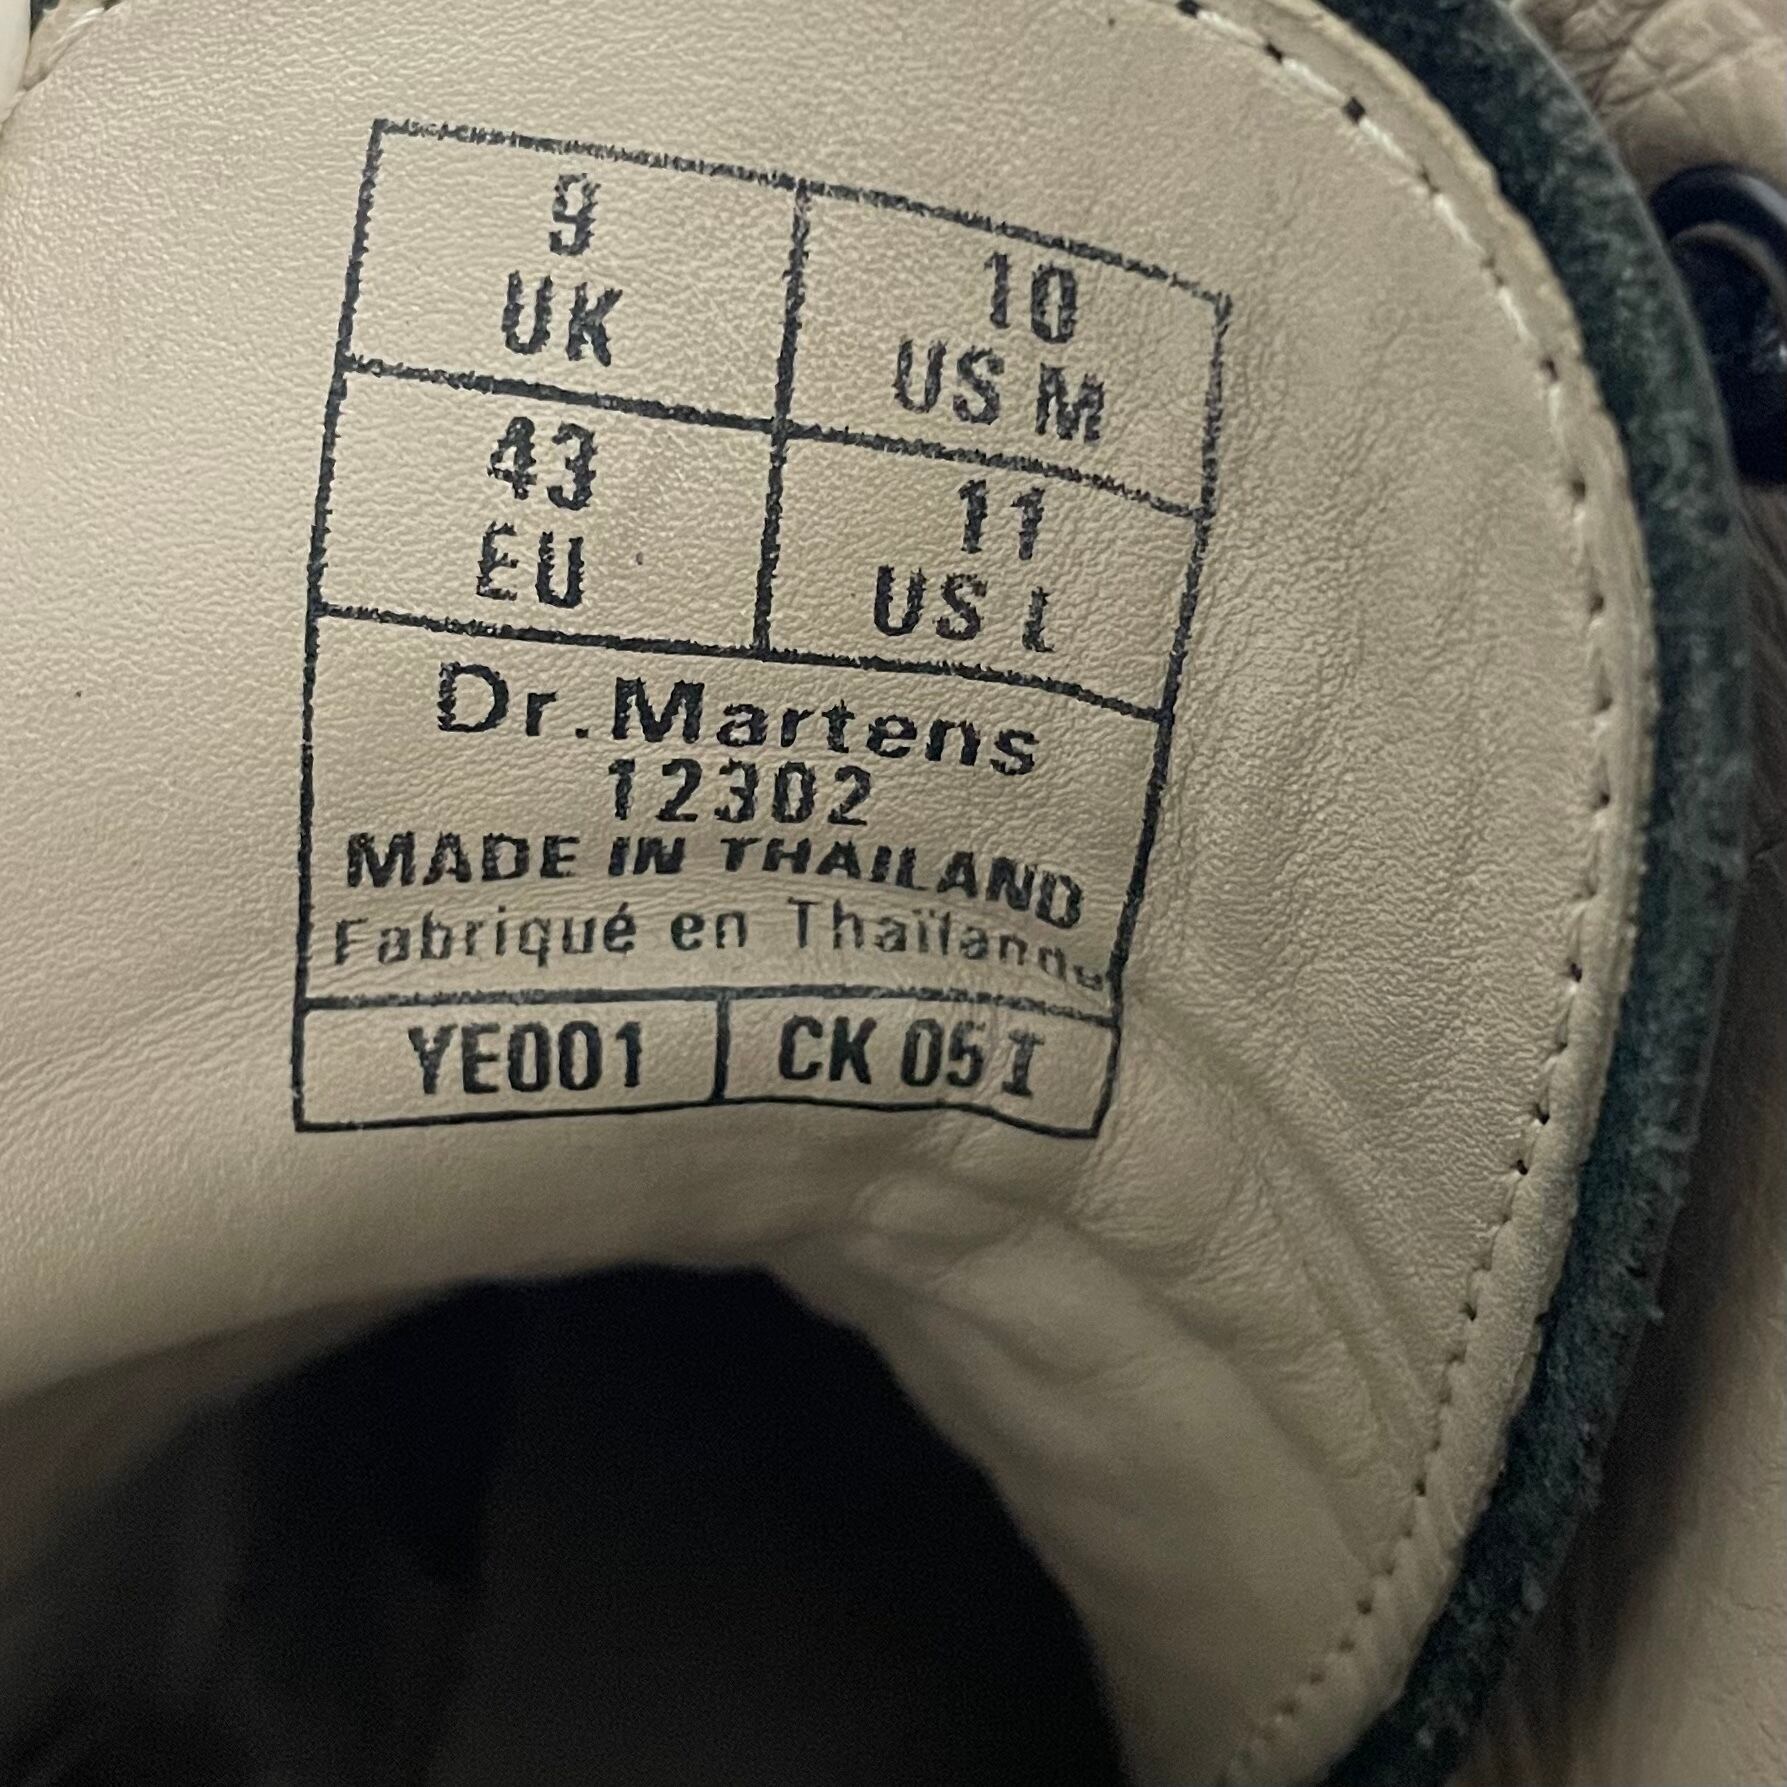 9
UK
10
US M
43
EU
11
US L
Dr.Martens
12302
MADE IN THAILAND
Fabriqué en Thaïlande
YE001
CK 05 I